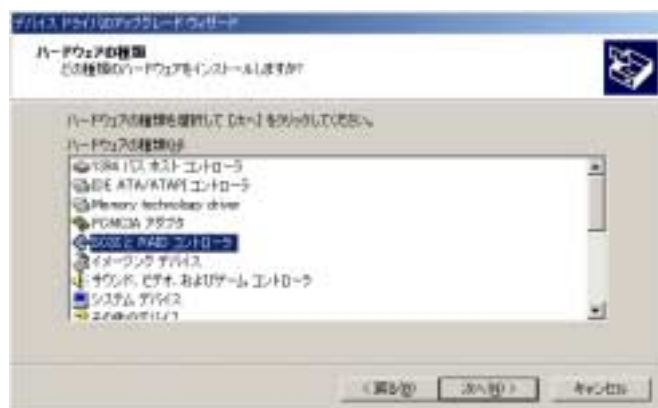 デバイス ドライバのアップグレード ウィザード
ハードウェアの種類
どの種類のハードウェアをインストールしますか?
ハードウェアの種類を選択して [次へ] をクリックしてください。
ハードウェアの種類(H):
1394 バス ホスト コントローラ
IDE ATA/ATAPI コントローラ
Memory technology driver
PCMCIA アダプタ
SCSI と RAID コントローラ
イメージング デバイス
サウンド、ビデオ、およびゲーム コントローラ
システム デバイス
その他のデバイス
< 戻る(B)
次へ(N) >
キャンセル